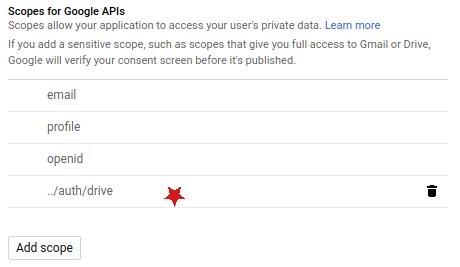 Scopes for Google APIs
Scopes allow your application to access your user's private data. Learn more
If you add a sensitive scope, such as scopes that give you full access to Gmail or Drive,
Google will verify your consent screen before it's published.
email
profile
openid
../auth/drive
Add scope